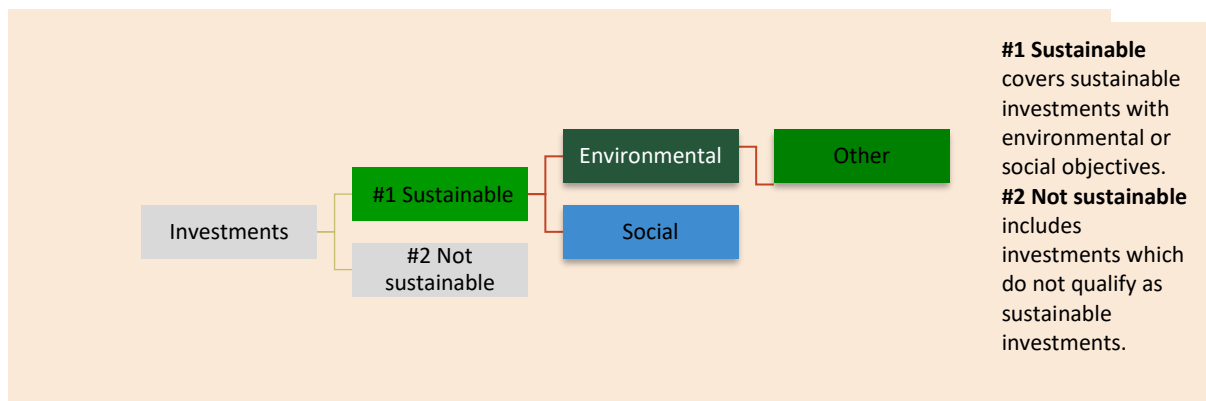 Investments
#1 Sustainable
#2 Not
sustainable
Environmental
Social
Other
#1 Sustainable
covers sustainable
investments with
environmental or
social objectives.
#2 Not sustainable
includes
investments which
do not qualify as
sustainable
investments.